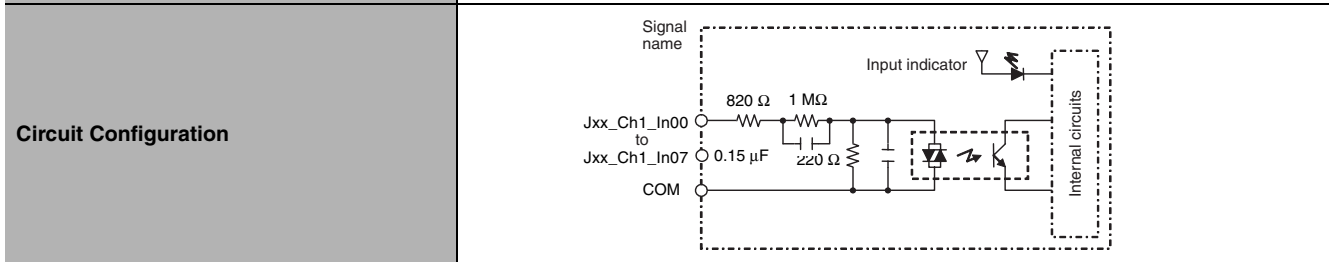 Circuit Configuration
Signal
name
Input indicator
820 Ω 1 MΩ
Jxx_Ch1_In00
to
Jxx_Ch1_In07 0.15 μF 220 Ω
COM
Internal circuits